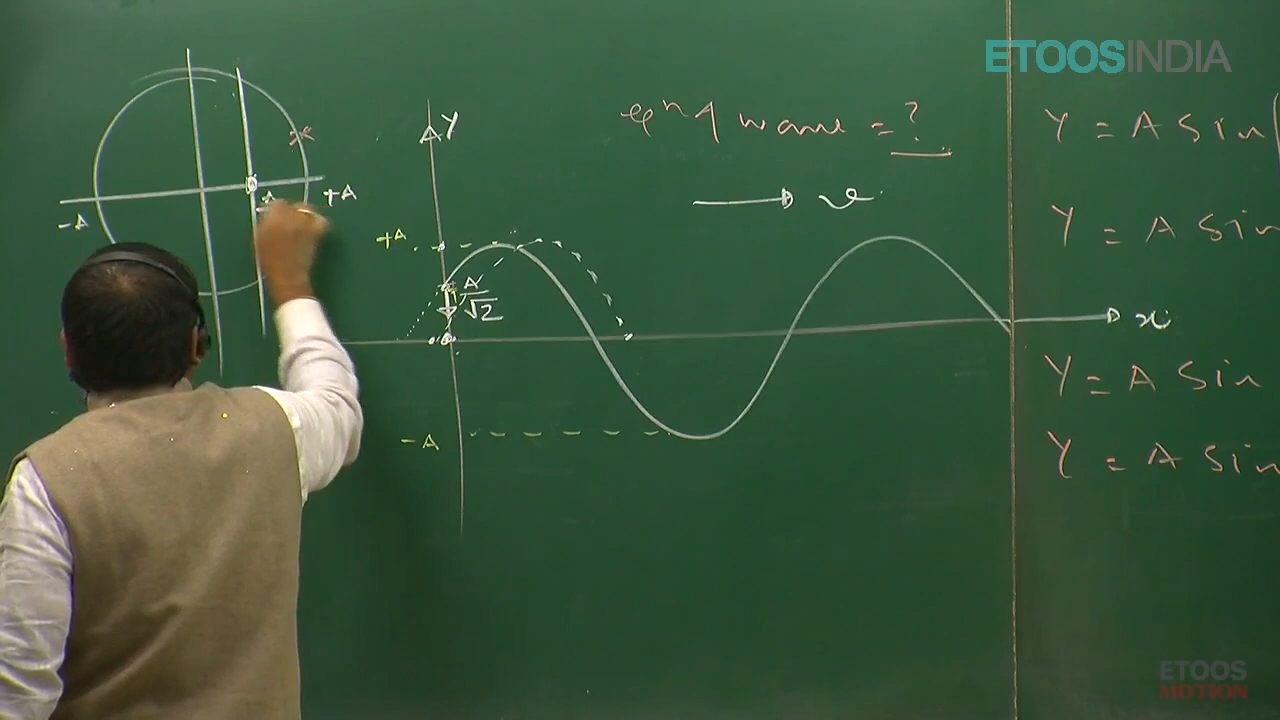 ETOOSINDIA
Y
eqⁿ of wave = ?
Y = A Sin(
-A
A
+A
v
Y = A Sin
+A
A/√2
x
Y = A Sin
-A
Y = A Sin
ETOOS
MOTION